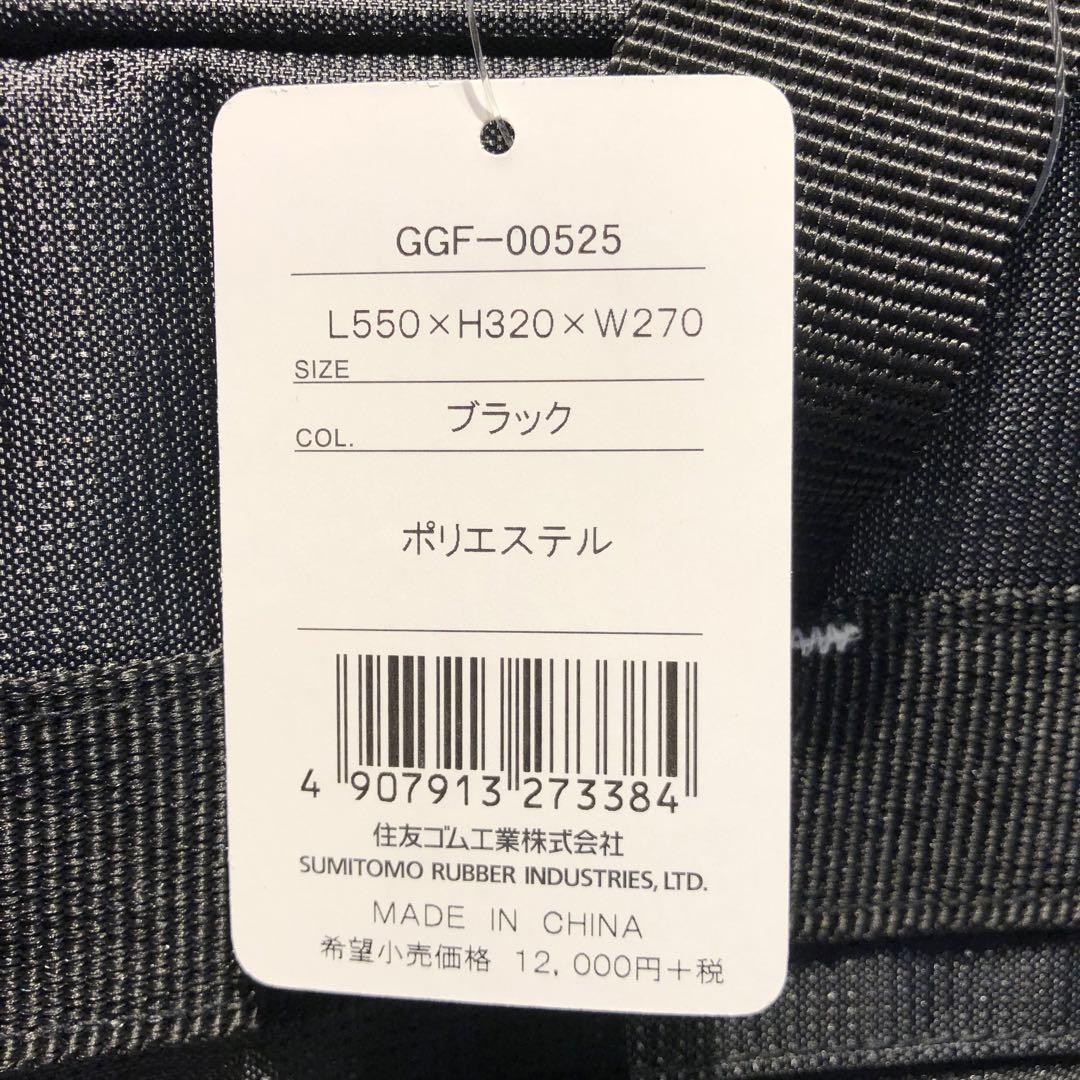 GGF-00525
L550×H320×W270
SIZE
ブラック
COL.
ポリエステル
4 907913 273384
住友ゴム工業株式会社
SUMITOMO RUBBER INDUSTRIES, LTD.
MADE IN CHINA
希望小売価格 12,000円+税